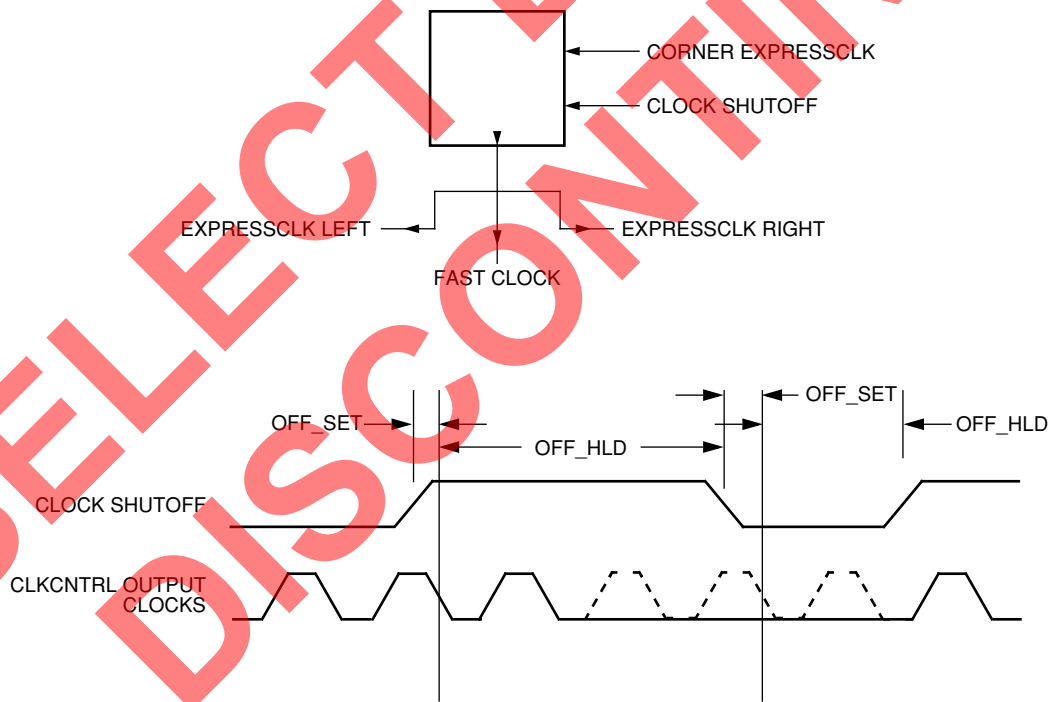 CORNER EXPRESSCLK
CLOCK SHUTOFF
EXPRESSCLK LEFT
EXPRESSCLK RIGHT
FAST CLOCK
OFF_SET
OFF_SET
OFF_HLD
OFF_HLD
CLOCK SHUTOFF
CLKCNTRL OUTPUT
CLOCKS
SELECT D
DISCONTIN